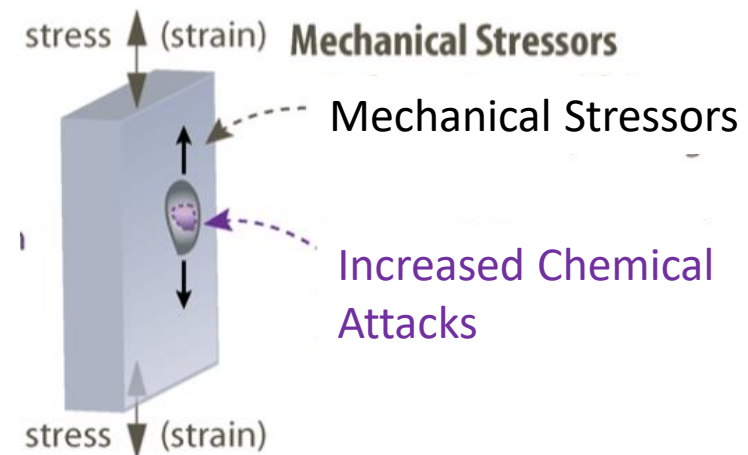 stress (strain) Mechanical Stressors
Mechanical Stressors
Increased Chemical
Attacks
stress (strain)